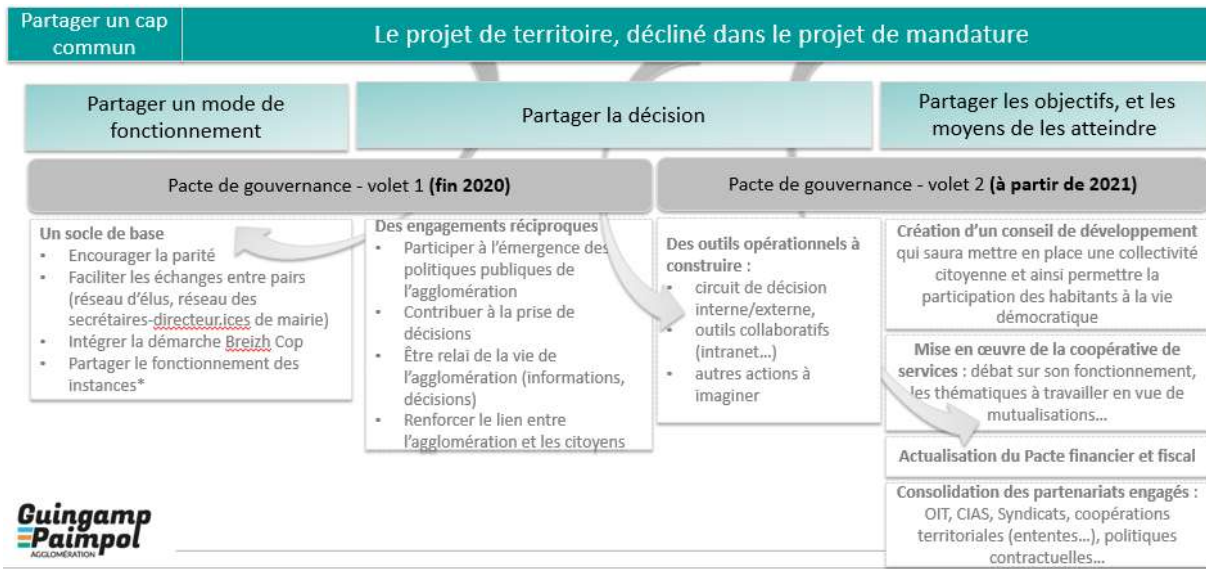 Partager un cap
commun
Le projet de territoire, décliné dans le projet de mandature
Partager un mode de
fonctionnement
Partager la décision
Partager les objectifs, et les
moyens de les atteindre
Pacte de gouvernance - volet 1 (fin 2020)
Pacte de gouvernance - volet 2 (à partir de 2021)
Un socle de base
• Encourager la parité
• Faciliter les échanges entre pairs
(réseau d'élus, réseau des
secrétaires-directeur.ices de mairie)
• Intégrer la démarche Breizh Cop
• Partager le fonctionnement des
instances*
Des engagements réciproques
• Participer à l'émergence des
politiques publiques de
l'agglomération
• Contribuer à la prise de
décisions
• Être relai de la vie de
l'agglomération (informations,
décisions)
• Renforcer le lien entre
l'agglomération et les citoyens
Des outils opérationnels à
construire :
• circuit de décision
interne/externe,
• outils collaboratifs
(intranet…)
• autres actions à
imaginer
Création d'un conseil de développement
qui saura mettre en place une collectivité
citoyenne et ainsi permettre la
participation des habitants à la vie
démocratique
Mise en œuvre de la coopérative de
services : débat sur son fonctionnement,
les thématiques à travailler en vue de
mutualisations…
Actualisation du Pacte financier et fiscal
Consolidation des partenariats engagés :
OIT, CIAS, Syndicats, coopérations
territoriales (ententes…), politiques
contractuelles…
Guingamp
Paimpol
AGGLOMÉRATION